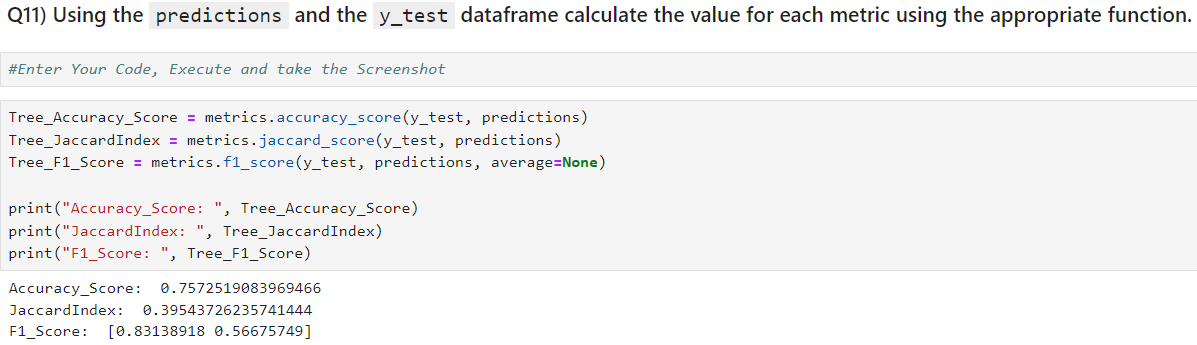 Q11) Using the predictions and the y_test dataframe calculate the value for each metric using the appropriate function.
#Enter Your Code, Execute and take the Screenshot
Tree_Accuracy_Score = metrics.accuracy_score(y_test, predictions)
Tree_JaccardIndex = metrics.jaccard_score(y_test, predictions)
Tree_F1_Score = metrics.f1_score(y_test, predictions, average=None)
print("Accuracy_Score: ", Tree_Accuracy_Score)
print("JaccardIndex: ", Tree_JaccardIndex)
print("F1_Score: ", Tree_F1_Score)
Accuracy_Score:  0.7572519083969466
JaccardIndex:  0.39543726235741444
F1_Score:  [0.83138918 0.56675749]